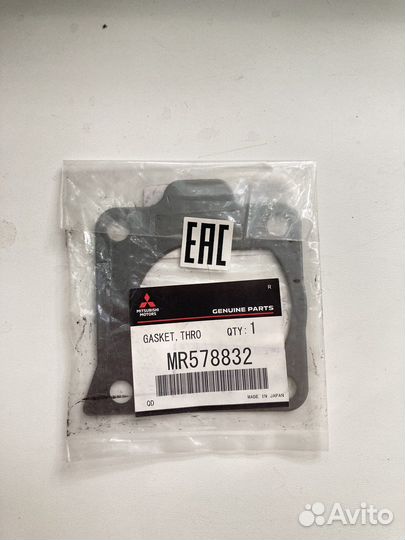 EAC
MITSUBISHI
MOTORS
GENUINE PARTS
R
GASKET,THRO QTY:1
MR578832
QD MADE IN JAPAN
Avito